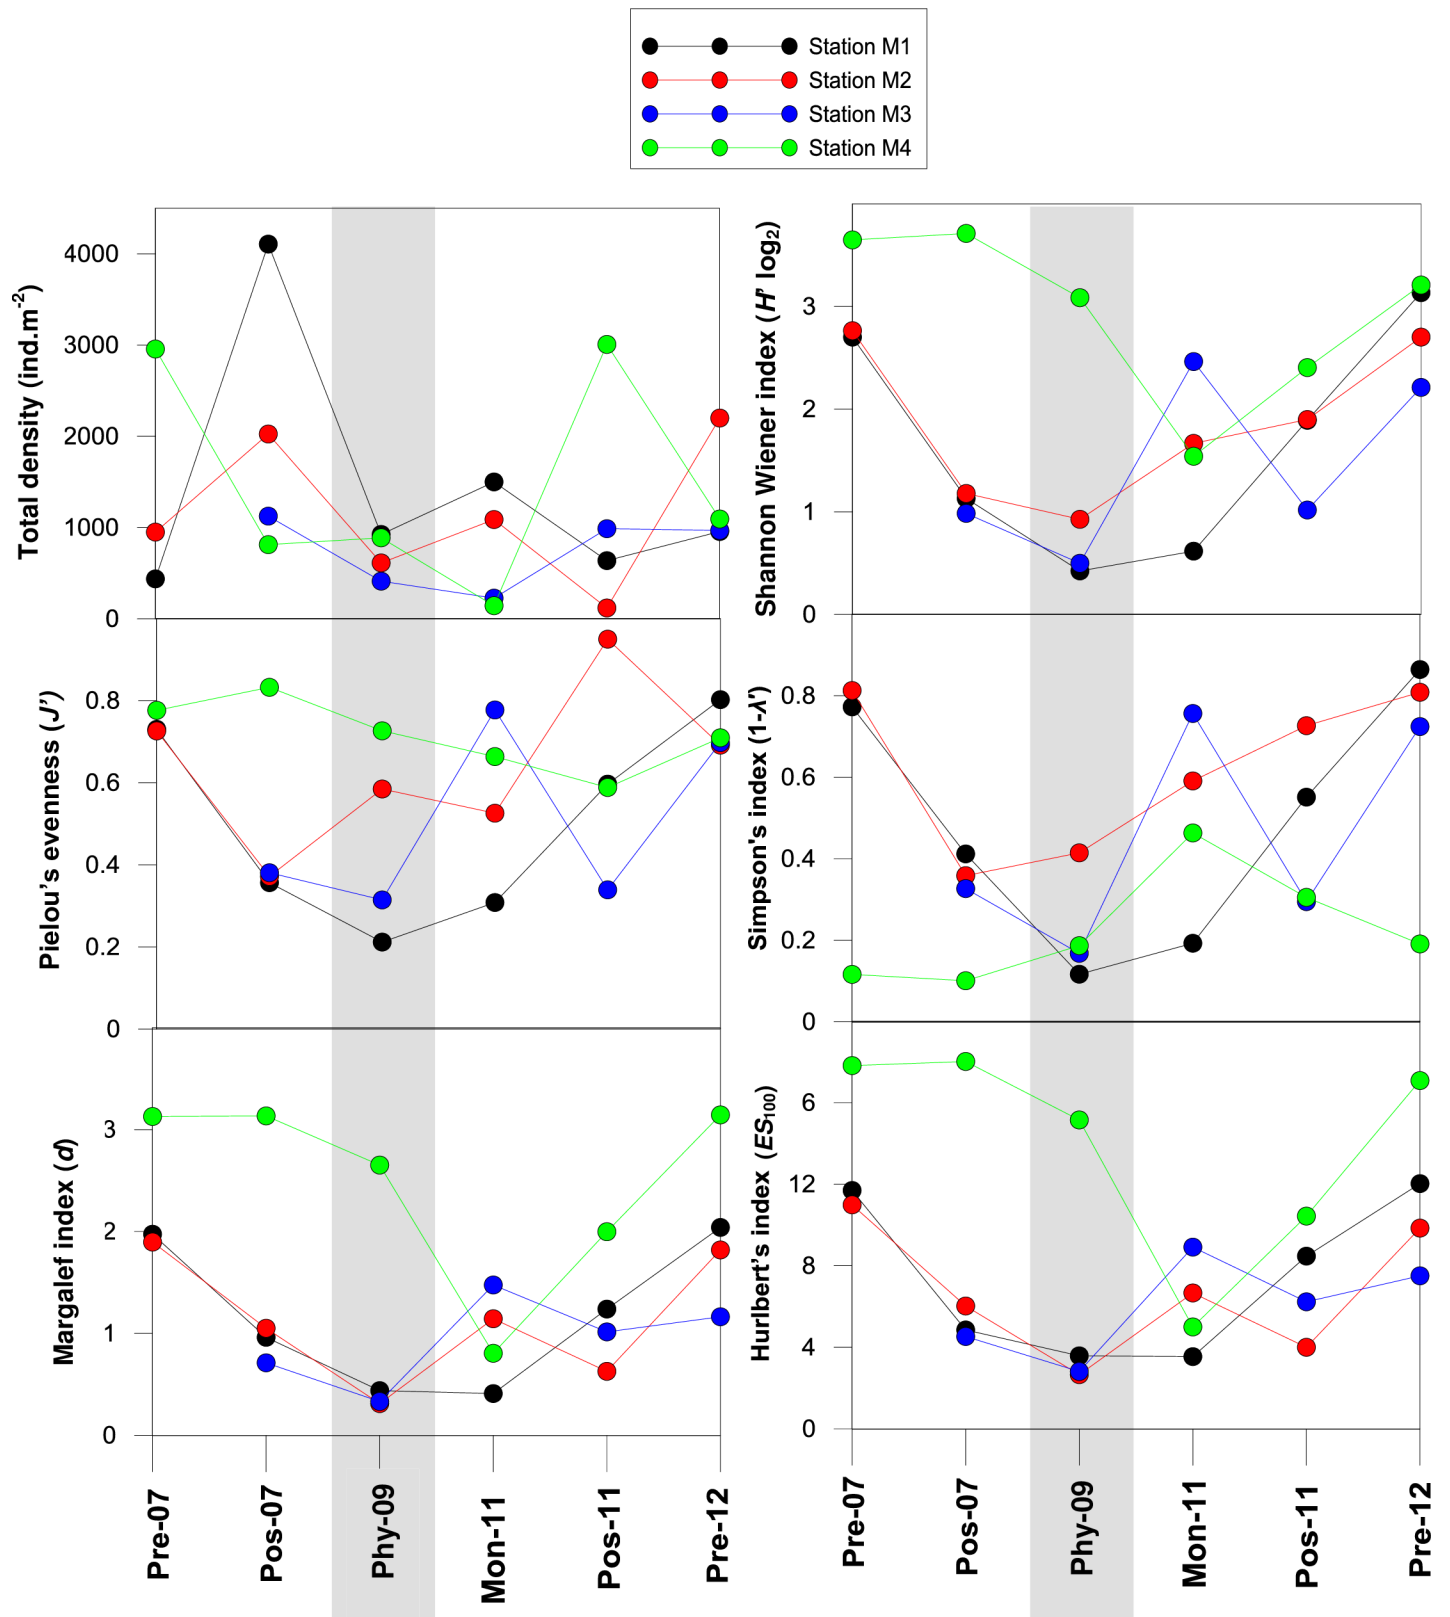 Station M1
Station M2
Station M3
Station M4
Total density (ind.m-2)
4000
3000
2000
1000
0
Shannon Wiener index (H' log2)
3
2
1
0
Pielou's evenness (J')
0.8
0.6
0.4
0.2
0
Simpson's index (1-λ')
0.8
0.6
0.4
0.2
0
Margalef index (d)
3
2
1
0
Hurlbert's index (ES100)
6
12
8
4
0
Pre-07
Pos-07
Phy-09
Mon-11
Pos-11
Pre-12
Pre-07
Pos-07
Phy-09
Mon-11
Pos-11
Pre-12